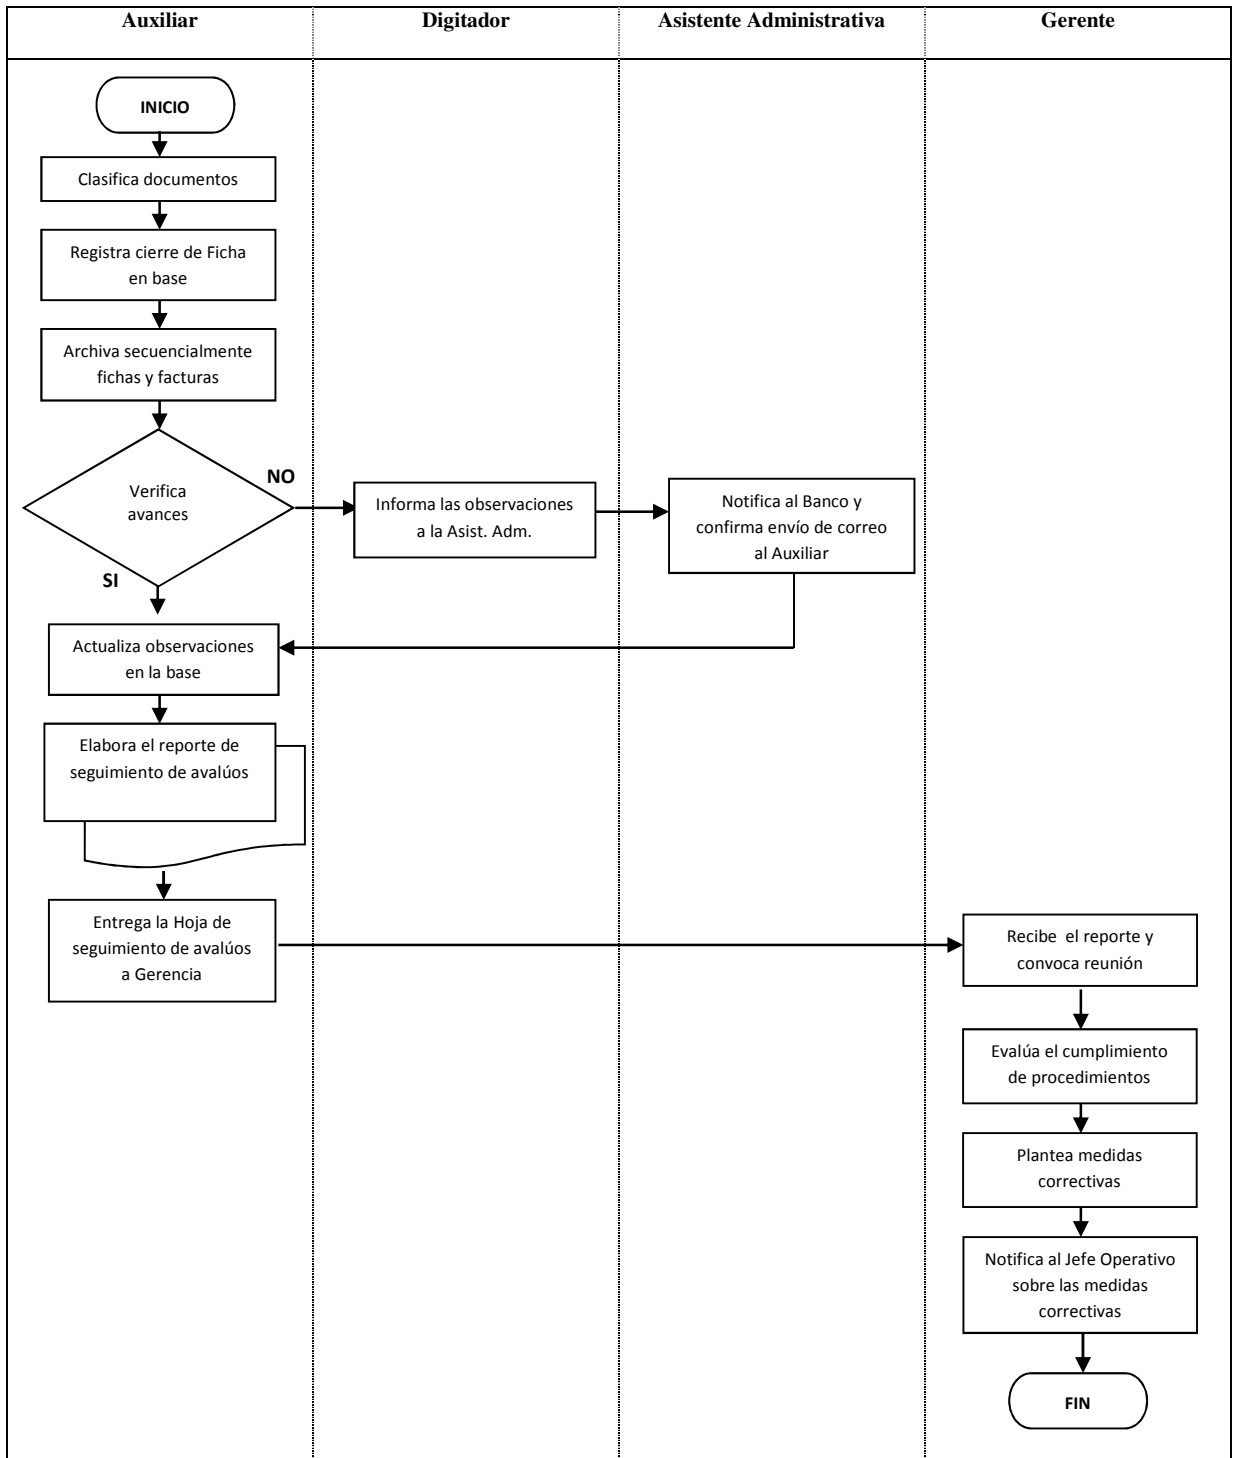 Auxiliar
Digitador
Asistente Administrativa
Gerente
INICIO
Clasifica documentos
Registra cierre de Ficha
en base
Archiva secuencialmente
fichas y facturas
Verifica
avances
NO
SI
Informa las observaciones
a la Asist. Adm.
Notifica al Banco y
confirma envío de correo
al Auxiliar
Actualiza observaciones
en la base
Elabora el reporte de
seguimiento de avalúos
Entrega la Hoja de
seguimiento de avalúos
a Gerencia
Recibe el reporte y
convoca reunión
Evalúa el cumplimiento
de procedimientos
Plantea medidas
correctivas
Notifica al Jefe Operativo
sobre las medidas
correctivas
FIN